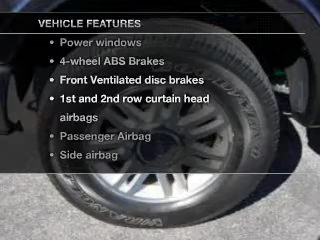 VEHICLE FEATURES
• Power windows
• 4-wheel ABS Brakes
• Front Ventilated disc brakes
• 1st and 2nd row curtain head
airbags
• Passenger Airbag
• Side airbag